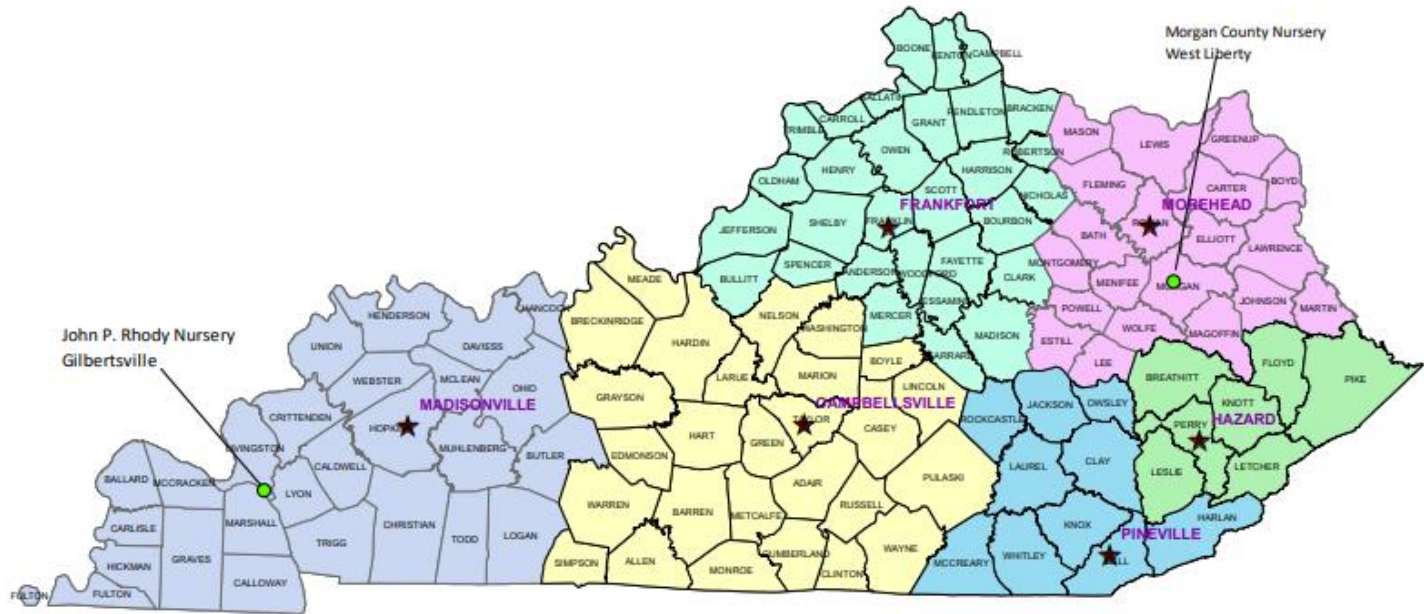 Morgan County Nursery
West Liberty
John P. Rhody Nursery
Gilbertsville
BOONE
KENTON
CAMPBELL
GALLATIN
CARROLL
TRIMBLE
GRANT
PENDLETON
BRACKEN
OWEN
ROBERTSON
HENRY
HARRISON
OLDHAM
SCOTT
NICHOLAS
FRANKFORT
FRANKLIN
SHELBY
BOURBON
JEFFERSON
SPENCER
BULLITT
ANDERSON
WOODFORD
FAYETTE
CLARK
JESSAMINE
MERCER
MADISON
GARRARD
MASON
LEWIS
GREENUP
FLEMING
CARTER
BOYD
MOREHEAD
ROWAN
BATH
ELLIOTT
LAWRENCE
MONTGOMERY
MENIFEE
MORGAN
JOHNSON
MARTIN
POWELL
WOLFE
MAGOFFIN
ESTILL
LEE
MEADE
BRECKINRIDGE
NELSON
WASHINGTON
HARDIN
BOYLE
LARUE
MARION
LINCOLN
GRAYSON
CAMPBELLSVILLE
TAYLOR
HART
GREEN
CASEY
EDMONSON
ADAIR
PULASKI
WARREN
BARREN
METCALFE
RUSSELL
WAYNE
SIMPSON
ALLEN
MONROE
CUMBERLAND
CLINTON
HANCOCK
HENDERSON
DAVIESS
UNION
WEBSTER
MCLEAN
OHIO
MADISONVILLE
CRITTENDEN
HOPKINS
LIVINGSTON
MUHLENBERG
BUTLER
CALDWELL
BALLARD
MCCRACKEN
LYON
CARLISLE
MARSHALL
CHRISTIAN
TRIGG
TODD
LOGAN
GRAVES
HICKMAN
CALLOWAY
FULTON
FULTON
FLOYD
PIKE
BREATHITT
KNOTT
HAZARD
PERRY
LESLIE
LETCHER
JACKSON
OWSLEY
ROCKCASTLE
LAUREL
CLAY
KNOX
HARLAN
PINEVILLE
BELL
MCCREARY
WHITLEY